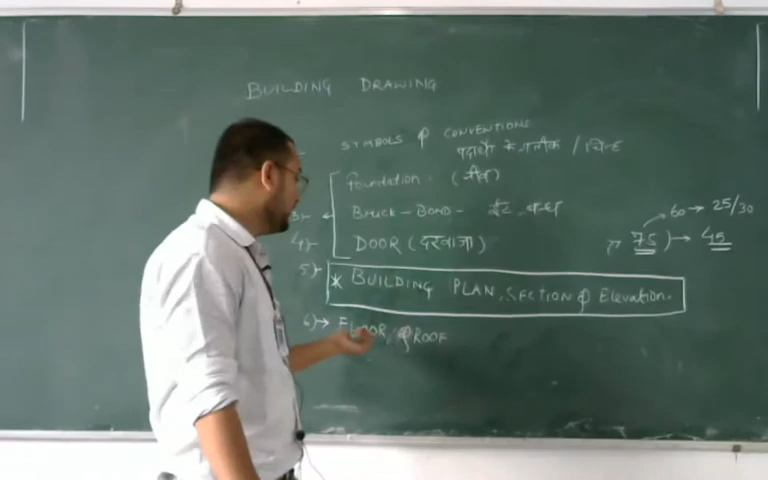 BUILDING DRAWING
SYMBOLS & CONVENTIONS
पदार्थो के प्रतीक / चिन्ह
Foundation. (नींव)
3)- Brick-Bond- ईंट-बन्ध
4)- DOOR (दरवाजा)
5)- * BUILDING PLAN, SECTION & Elevation.
60 → 25/30
75) → 45
6)→ FLOOR & ROOF